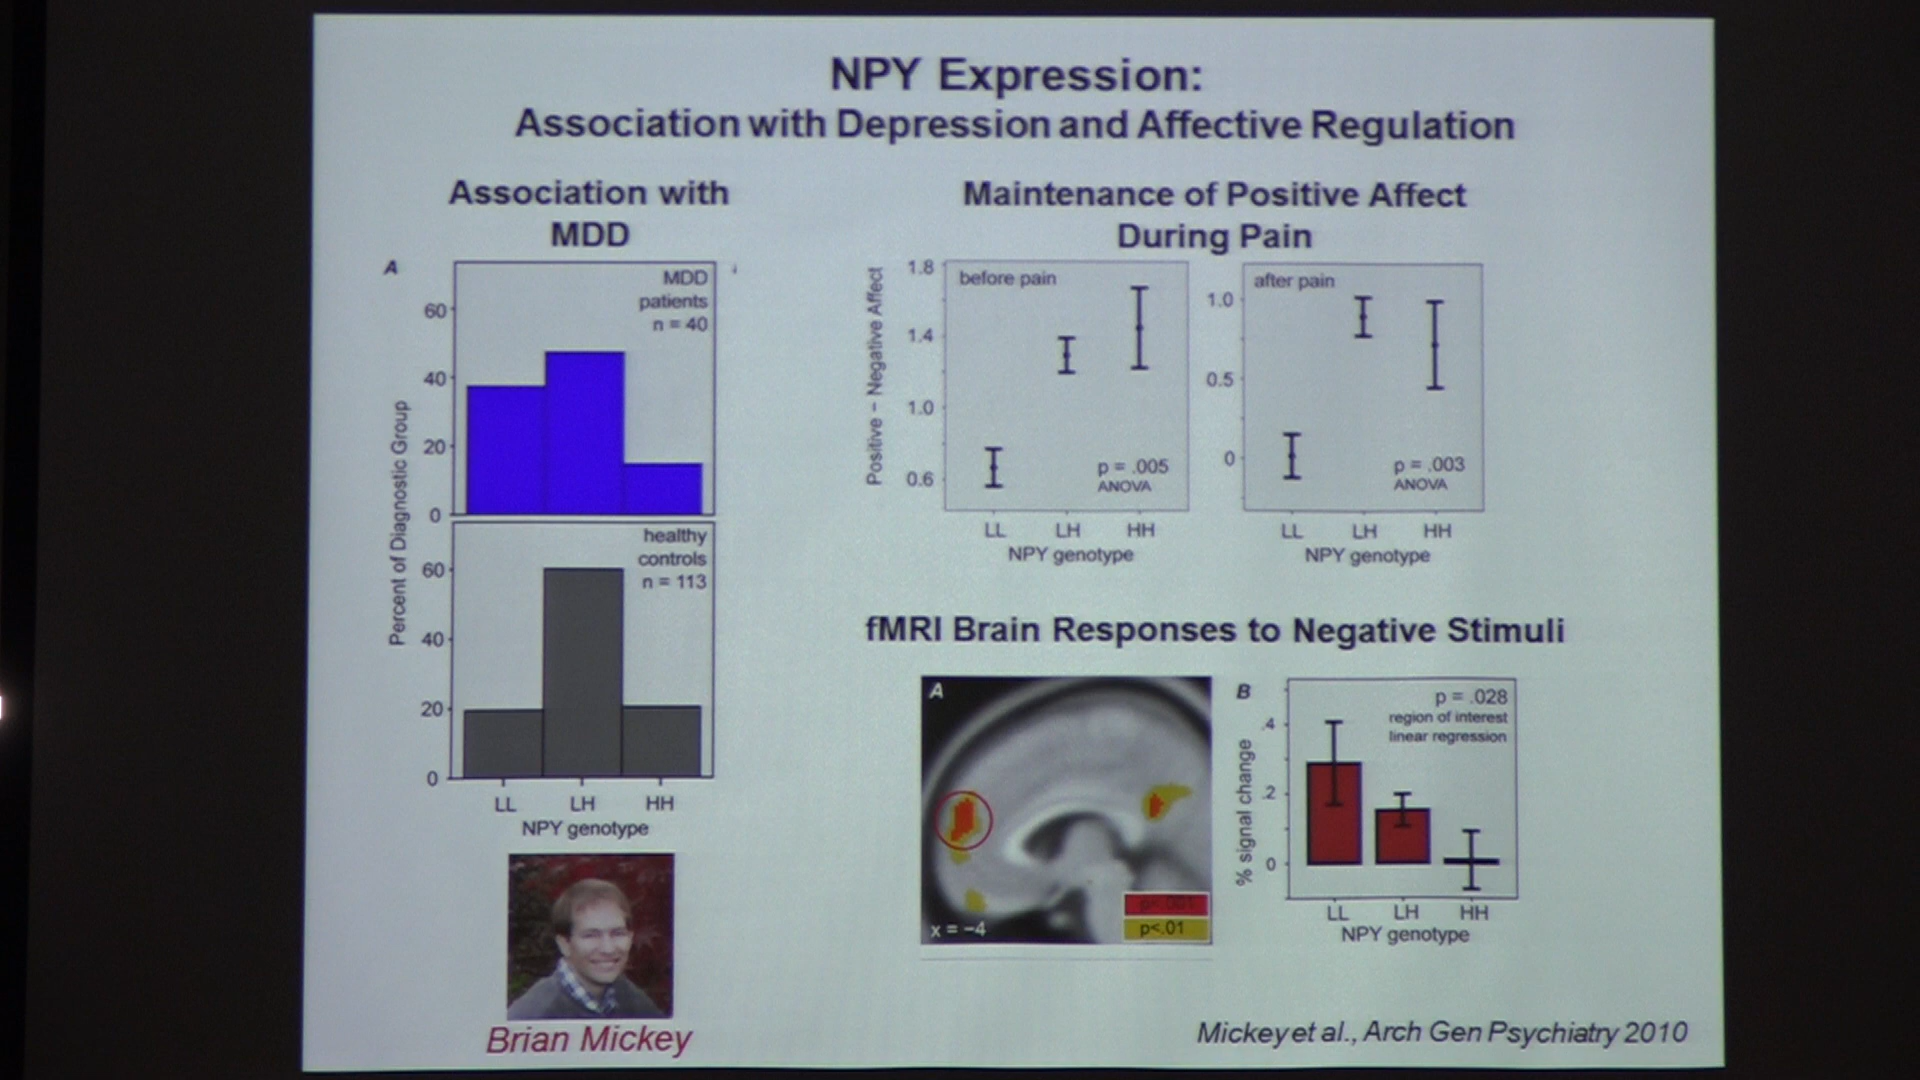 NPY Expression:
Association with Depression and Affective Regulation
Association with
MDD
A
MDD
patients
n = 40
60
40
20
0
healthy
controls
n = 113
60
40
20
0
Percent of Diagnostic Group
LL LH HH
NPY genotype
Brian Mickey
Maintenance of Positive Affect
During Pain
Positive – Negative Affect
before pain
1.8
1.4
1.0
0.6
p = .005
ANOVA
LL LH HH
NPY genotype
after pain
1.0
0.5
0
p = .003
ANOVA
LL LH HH
NPY genotype
fMRI Brain Responses to Negative Stimuli
A
x = −4
p<.001
p<.01
B
p = .028
region of interest
linear regression
% signal change
.4
.2
0
LL LH HH
NPY genotype
Mickey et al., Arch Gen Psychiatry 2010